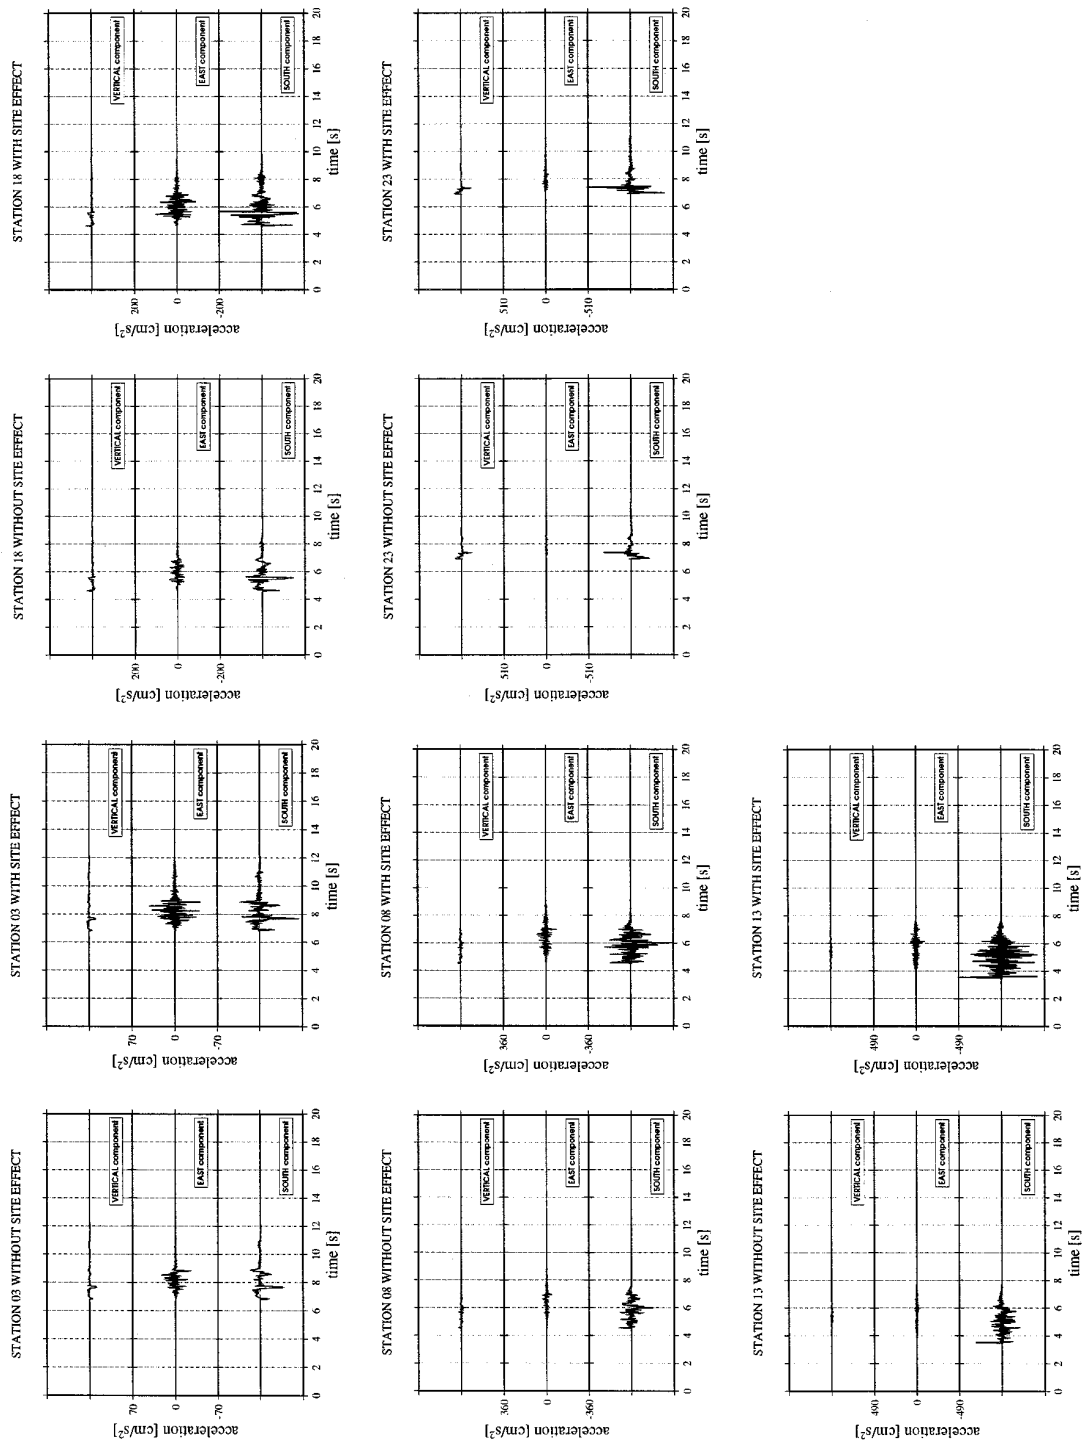 STATION 03 WITHOUT SITE EFFECT
acceleration [cm/s²]
70
0
-70
VERTICAL component
EAST component
SOUTH component
0 2 4 6 8 10 12 14 16 18 20
time [s]
STATION 03 WITH SITE EFFECT
acceleration [cm/s²]
70
0
-70
VERTICAL component
EAST component
SOUTH component
0 2 4 6 8 10 12 14 16 18 20
time [s]
STATION 18 WITHOUT SITE EFFECT
acceleration [cm/s²]
200
0
-200
VERTICAL component
EAST component
SOUTH component
0 2 4 6 8 10 12 14 16 18 20
time [s]
STATION 18 WITH SITE EFFECT
acceleration [cm/s²]
200
0
-200
VERTICAL component
EAST component
SOUTH component
0 2 4 6 8 10 12 14 16 18 20
time [s]
STATION 08 WITHOUT SITE EFFECT
acceleration [cm/s²]
360
0
-360
VERTICAL component
EAST component
SOUTH component
0 2 4 6 8 10 12 14 16 18 20
time [s]
STATION 08 WITH SITE EFFECT
acceleration [cm/s²]
360
0
-360
VERTICAL component
EAST component
SOUTH component
0 2 4 6 8 10 12 14 16 18 20
time [s]
STATION 23 WITHOUT SITE EFFECT
acceleration [cm/s²]
510
0
-510
VERTICAL component
EAST component
SOUTH component
0 2 4 6 8 10 12 14 16 18 20
time [s]
STATION 23 WITH SITE EFFECT
acceleration [cm/s²]
510
0
-510
VERTICAL component
EAST component
SOUTH component
0 2 4 6 8 10 12 14 16 18 20
time [s]
STATION 13 WITHOUT SITE EFFECT
acceleration [cm/s²]
490
0
-490
VERTICAL component
EAST component
SOUTH component
0 2 4 6 8 10 12 14 16 18 20
time [s]
STATION 13 WITH SITE EFFECT
acceleration [cm/s²]
490
0
-490
VERTICAL component
EAST component
SOUTH component
0 2 4 6 8 10 12 14 16 18 20
time [s]